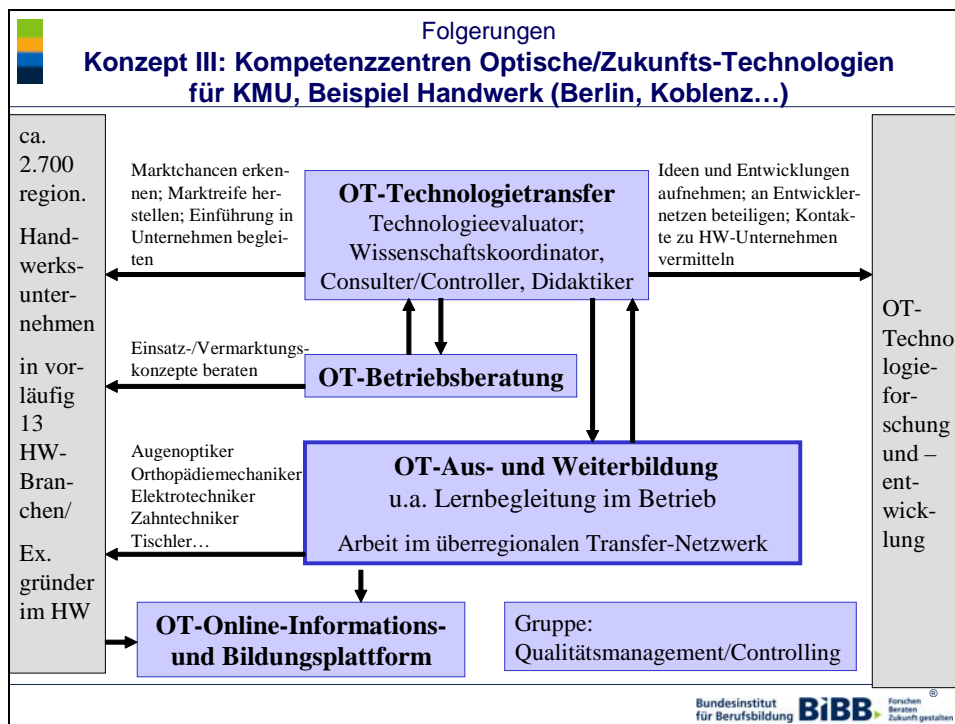 Folgerungen
Konzept III: Kompetenzzentren Optische/Zukunfts-Technologien
für KMU, Beispiel Handwerk (Berlin, Koblenz…)
ca.
2.700
region.
Hand-
werks-
unter-
nehmen
in vor-
läufig
13
HW-
Bran-
chen/
Ex.
gründer
im HW
Marktchancen erken-
nen; Marktreife her-
stellen; Einführung in
Unternehmen beglei-
ten
OT-Technologietransfer
Technologieevaluator;
Wissenschaftskoordinator,
Consulter/Controller, Didaktiker
Ideen und Entwicklungen
aufnehmen; an Entwickler-
netzen beteiligen; Kontak-
te zu HW-Unternehmen
vermitteln
Einsatz-/Vermarktungs-
konzepte beraten
OT-Betriebsberatung
Augenoptiker
Orthopädiemechaniker
Elektrotechniker
Zahntechniker
Tischler…
OT-Aus- und Weiterbildung
u.a. Lernbegleitung im Betrieb
Arbeit im überregionalen Transfer-Netzwerk
OT-Online-Informations-
und Bildungsplattform
Gruppe:
Qualitätsmanagement/Controlling
OT-
Techno
logie-
for-
schung
und –
ent-
wick-
lung
Bundesinstitut
für Berufsbildung
BiBB
®
Forschen
Beraten
Zukunft gestalten